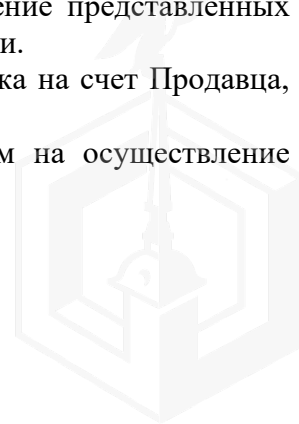 ение представленных
и.
ка на счет Продавца,
м на осуществление